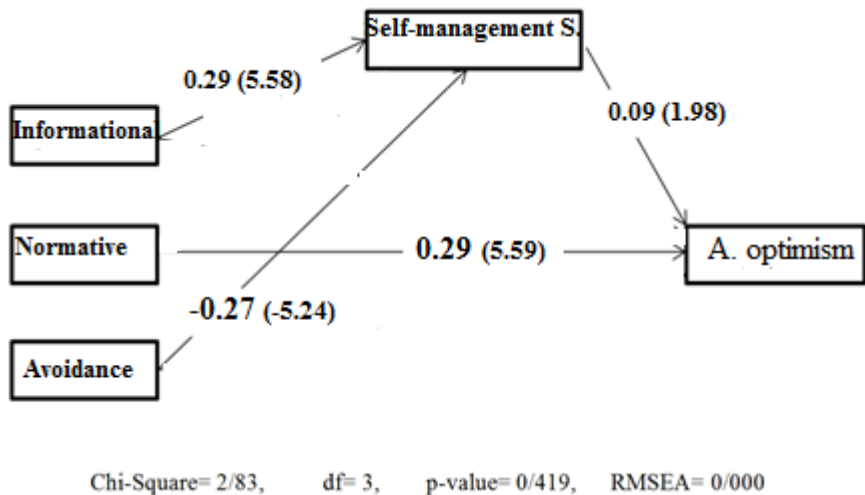 Self-management S.
0.29 (5.58)
0.09 (1.98)
Informational
Normative
0.29 (5.59)
A. optimism
-0.27 (-5.24)
Avoidance
Chi-Square= 2/83, df= 3, p-value= 0/419, RMSEA= 0/000